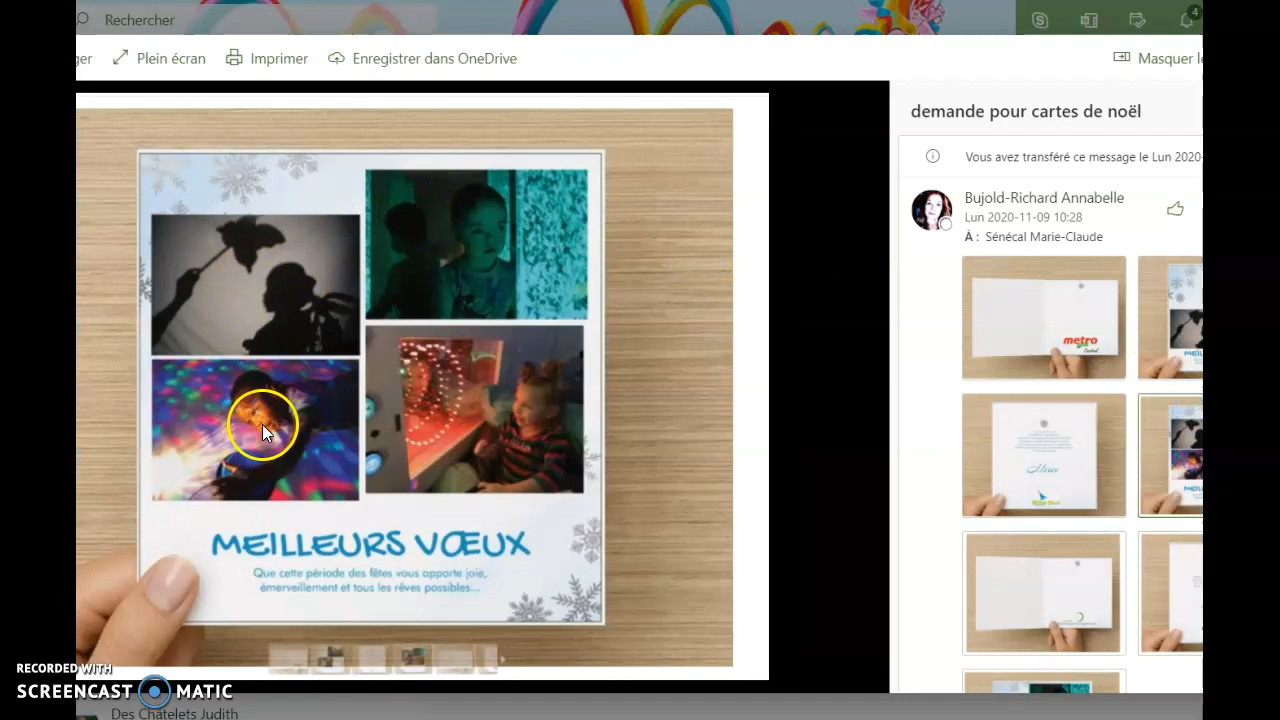 Rechercher
4
ger Plein écran Imprimer Enregistrer dans OneDrive Masquer le
demande pour cartes de noël
Vous avez transféré ce message le Lun 2020-
Bujold-Richard Annabelle
Lun 2020-11-09 10:28
À : Sénécal Marie-Claude
metro
Merci
MEILLEURS VŒUX
Que cette période des fêtes vous apporte joie,
émerveillement et tous les rêves possibles...
RECORDED WITH
SCREENCAST MATIC
Des Châtelets Judith